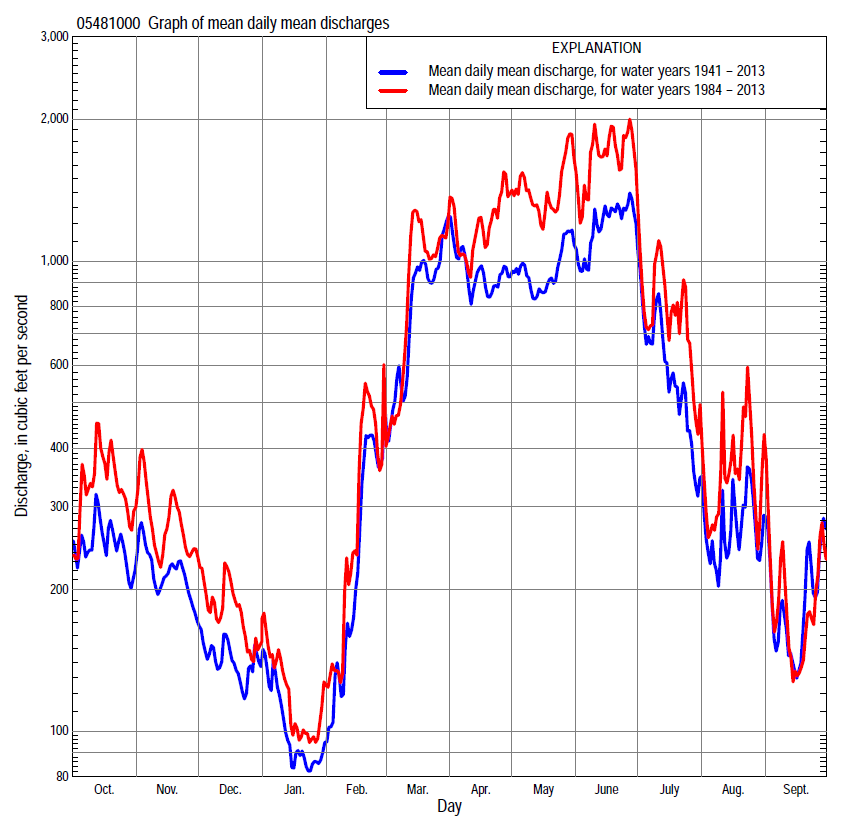 05481000 Graph of mean daily mean discharges
EXPLANATION
Mean daily mean discharge, for water years 1941 – 2013
Mean daily mean discharge, for water years 1984 – 2013
Discharge, in cubic feet per second
3,000
2,000
1,000
800
600
400
300
200
100
80
Oct. Nov. Dec. Jan. Feb. Mar. Apr. May June July Aug. Sept.
Day